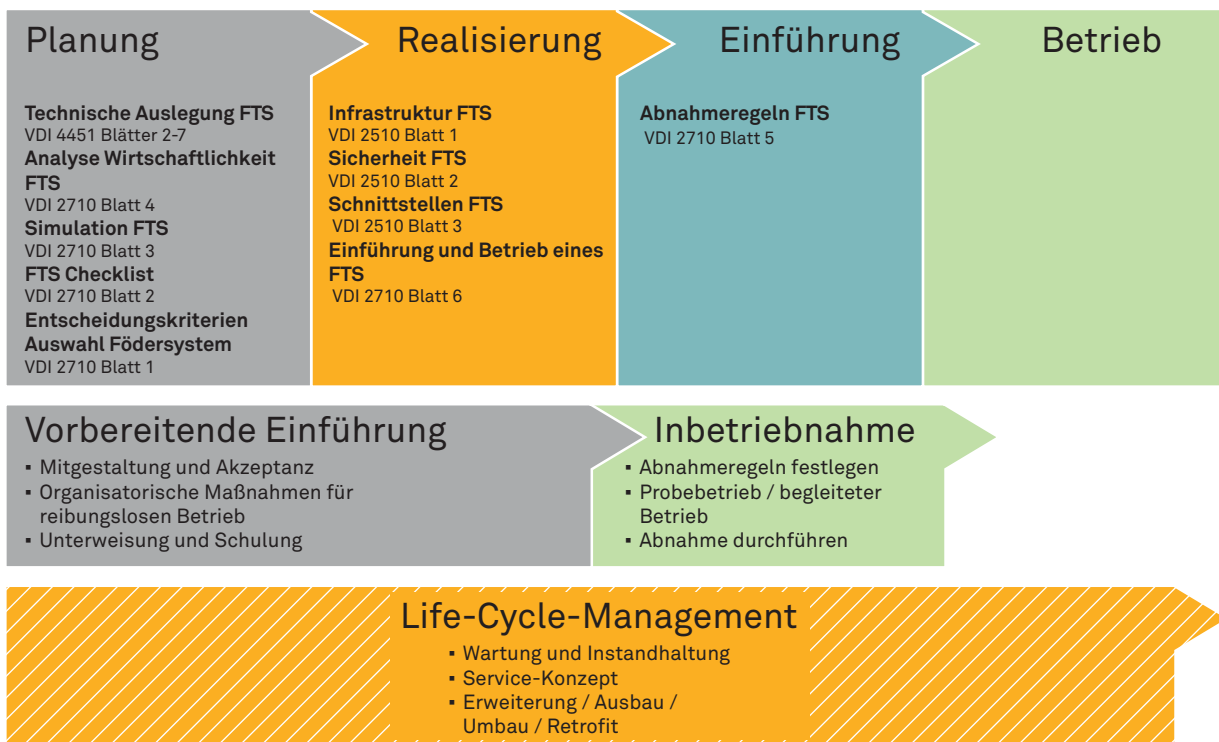 Planung
Technische Auslegung FTS
VDI 4451 Blätter 2-7
Analyse Wirtschaftlichkeit
FTS
VDI 2710 Blatt 4
Simulation FTS
VDI 2710 Blatt 3
FTS Checklist
VDI 2710 Blatt 2
Entscheidungskriterien
Auswahl Födersystem
VDI 2710 Blatt 1
Realisierung
Infrastruktur FTS
VDI 2510 Blatt 1
Sicherheit FTS
VDI 2510 Blatt 2
Schnittstellen FTS
VDI 2510 Blatt 3
Einführung und Betrieb eines
FTS
VDI 2710 Blatt 6
Einführung
Abnahmeregeln FTS
VDI 2710 Blatt 5
Betrieb
Vorbereitende Einführung
▪ Mitgestaltung und Akzeptanz
▪ Organisatorische Maßnahmen für
reibungslosen Betrieb
▪ Unterweisung und Schulung
Inbetriebnahme
▪ Abnahmeregeln festlegen
▪ Probebetrieb / begleiteter
Betrieb
▪ Abnahme durchführen
Life-Cycle-Management
▪ Wartung und Instandhaltung
▪ Service-Konzept
▪ Erweiterung / Ausbau /
Umbau / Retrofit